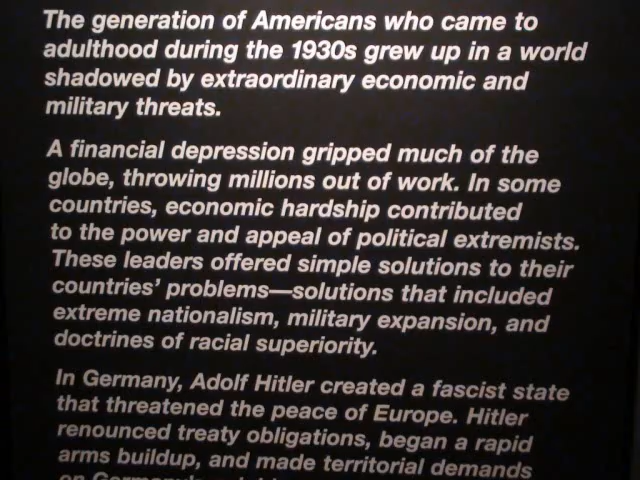 The generation of Americans who came to
adulthood during the 1930s grew up in a world
shadowed by extraordinary economic and
military threats.
A financial depression gripped much of the
globe, throwing millions out of work. In some
countries, economic hardship contributed
to the power and appeal of political extremists.
These leaders offered simple solutions to their
countries' problems—solutions that included
extreme nationalism, military expansion, and
doctrines of racial superiority.
In Germany, Adolf Hitler created a fascist state
that threatened the peace of Europe. Hitler
renounced treaty obligations, began a rapid
arms buildup, and made territorial demands